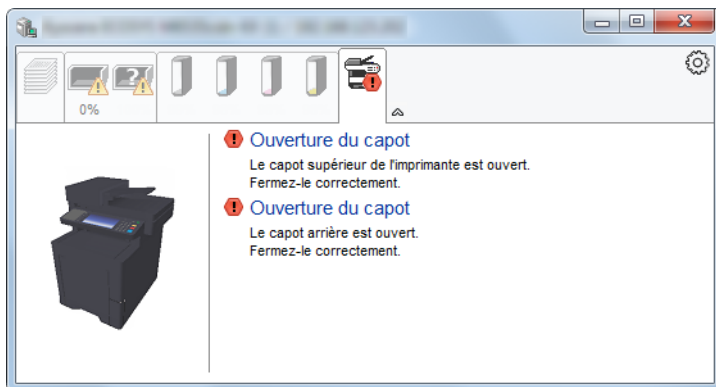 0%
Ouverture du capot
Le capot supérieur de l'imprimante est ouvert.
Fermez-le correctement.
Ouverture du capot
Le capot arrière est ouvert.
Fermez-le correctement.